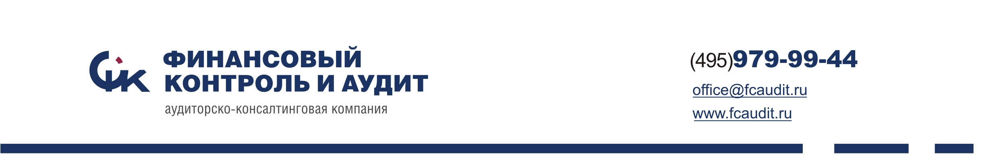 ФИНАНСОВЫЙ
КОНТРОЛЬ И АУДИТ
аудиторско-консалтинговая компания
(495)979-99-44
office@fcaudit.ru
www.fcaudit.ru